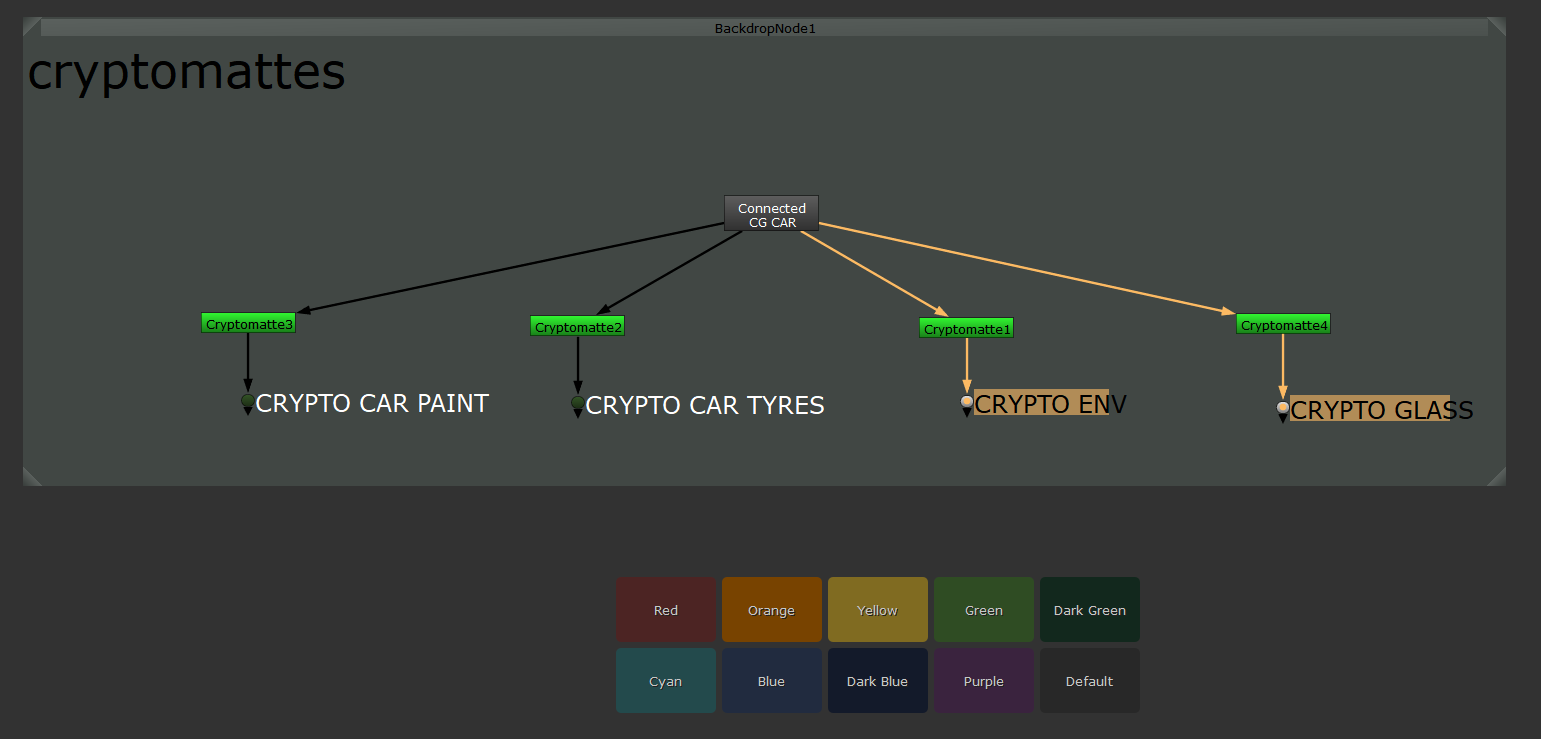 BackdropNode1
cryptomattes
Connected
CG CAR
Cryptomatte3
Cryptomatte2
Cryptomatte1
Cryptomatte4
CRYPTO CAR PAINT
CRYPTO CAR TYRES
CRYPTO ENV
CRYPTO GLASS
Red
Orange
Yellow
Green
Dark Green
Cyan
Blue
Dark Blue
Purple
Default